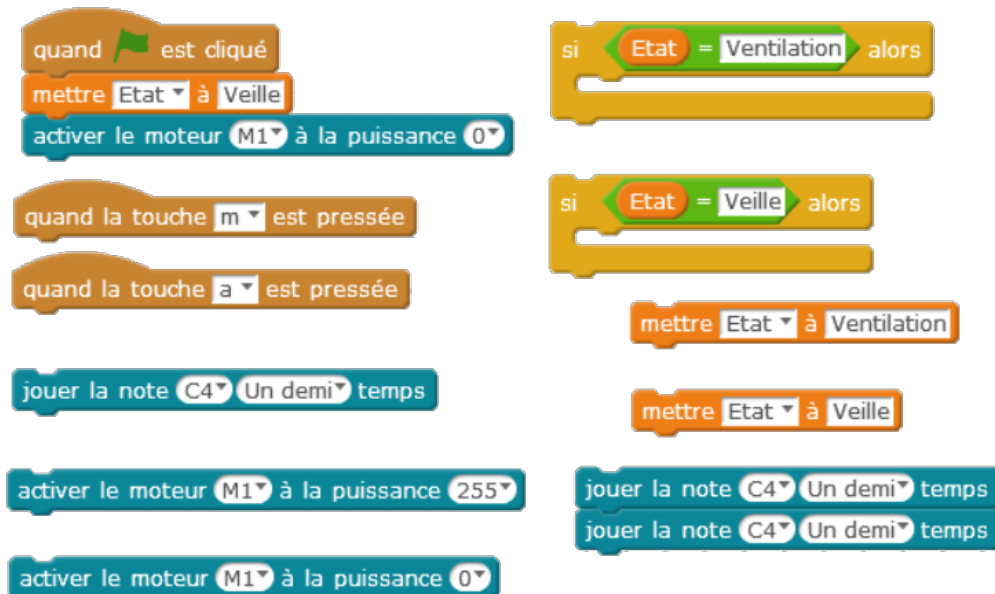 quand est cliqué
mettre Etat à Veille
activer le moteur M1 à la puissance 0
quand la touche m est pressée
quand la touche a est pressée
jouer la note C4 Un demi temps
activer le moteur M1 à la puissance 255
activer le moteur M1 à la puissance 0
si Etat = Ventilation alors
si Etat = Veille alors
mettre Etat à Ventilation
mettre Etat à Veille
jouer la note C4 Un demi temps
jouer la note C4 Un demi temps